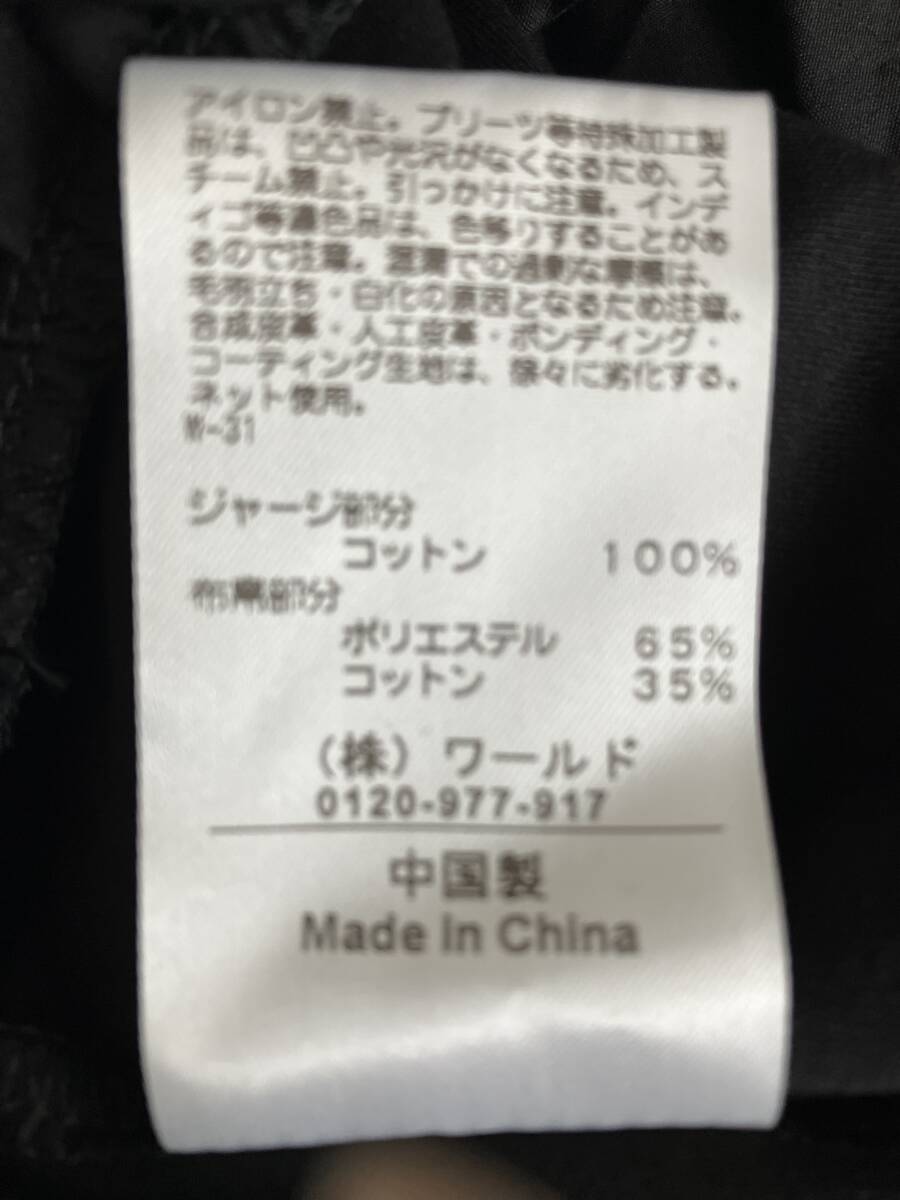 アイロン禁止。プリーツ等特殊加工製
品は、凹凸や光沢がなくなるため、ス
チーム禁止。引っかけに注意。インデ
ィゴ等濃色品は、色移りすることがあ
るので注意。着用での過剰な摩擦は、
毛羽立ち・白化の原因となるため注意。
合成皮革・人工皮革・ボンディング・
コーティング生地は、徐々に劣化する。
ネット使用。
W-31
ジャージ部分
コットン 100%
布帛部分
ポリエステル 65%
コットン 35%
(株)ワールド
0120-977-917
中国製
Made in China